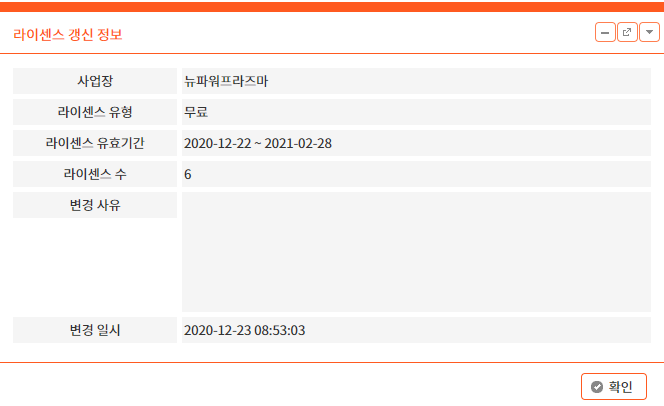 라이센스 갱신 정보
사업장 뉴파워프라즈마
라이센스 유형 무료
라이센스 유효기간 2020-12-22 ~ 2021-02-28
라이센스 수 6
변경 사유
변경 일시 2020-12-23 08:53:03
확인